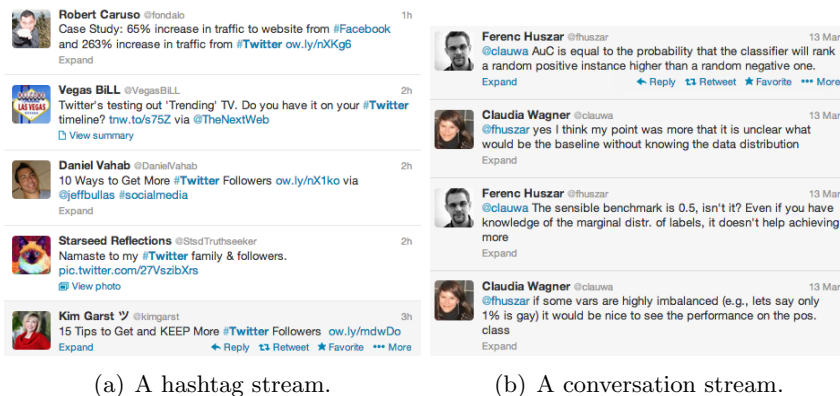 Robert Caruso @fondalo 1h
Case Study: 65% increase in traffic to website from #Facebook
and 263% increase in traffic from #Twitter ow.ly/nXKg6
Expand
Vegas BiLL @VegasBiLL 2h
Twitter's testing out 'Trending' TV. Do you have it on your #Twitter
timeline? tnw.to/s75Z via @TheNextWeb
View summary
Daniel Vahab @DanielVahab 2h
10 Ways to Get More #Twitter Followers ow.ly/nX1ko via
@jeffbullas #socialmedia
Expand
Starseed Reflections @StsdTruthseeker 2h
Namaste to my #Twitter family & followers.
pic.twitter.com/27VszibXrs
View photo
Kim Garst ツ @kimgarst 3h
15 Tips to Get and KEEP More #Twitter Followers ow.ly/mdwDo
Expand Reply Retweet Favorite More
(a) A hashtag stream.
Ferenc Huszar @fhuszar 13 Mar
@clauwa AuC is equal to the probability that the classifier will rank
a random positive instance higher than a random negative one.
Expand Reply Retweet Favorite More
Claudia Wagner @clauwa 13 Mar
@fhuszar yes I think my point was more that it is unclear what
would be the baseline without knowing the data distribution
Expand
Ferenc Huszar @fhuszar 13 Mar
@clauwa The sensible benchmark is 0.5, isn't it? Even if you have
knowledge of the marginal distr. of labels, it doesn't help achieving
more
Expand
Claudia Wagner @clauwa 13 Mar
@fhuszar if some vars are highly imbalanced (e.g., lets say only
1% is gay) it would be nice to see the performance on the pos.
class
Expand
(b) A conversation stream.